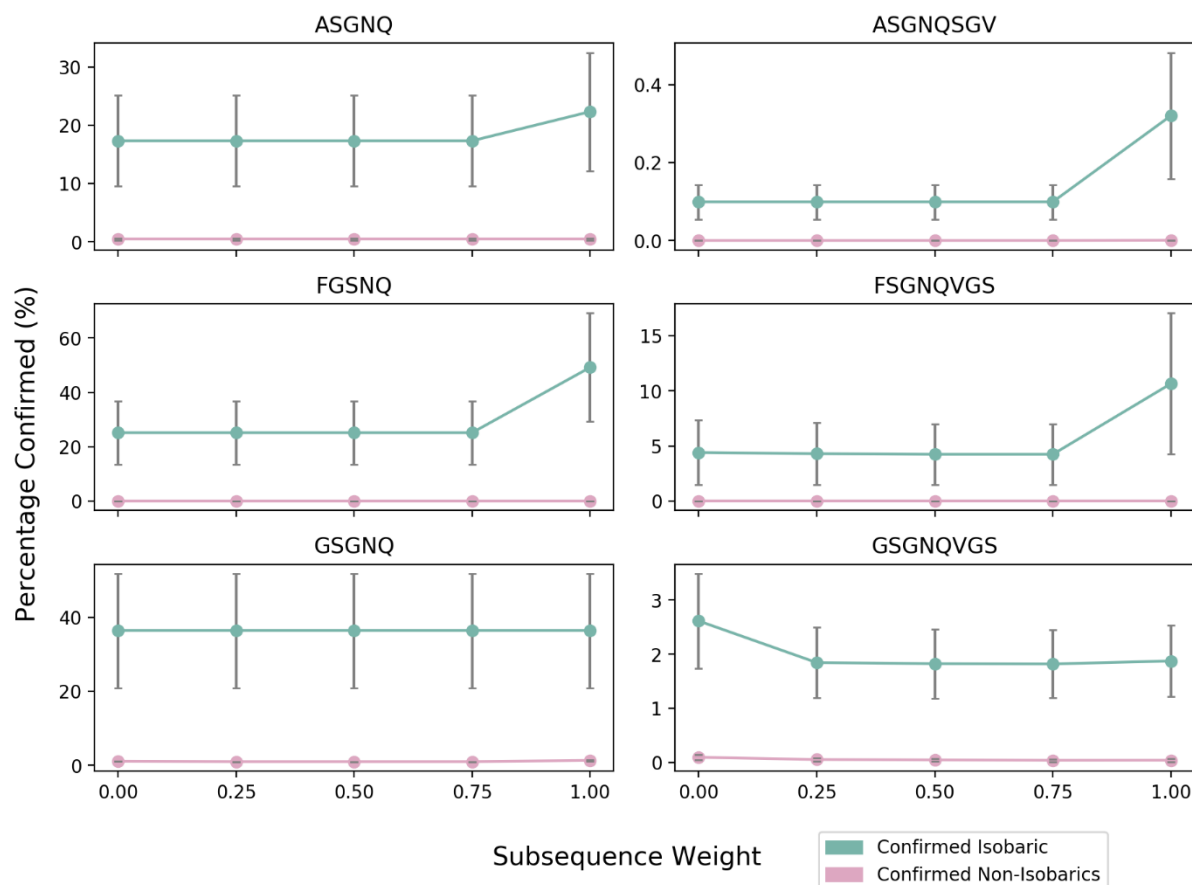 ASGNQ
30
20
10
0
ASGNQSGV
0.4
0.2
0.0
FGSNQ
60
40
20
0
FSGNQVGS
15
10
5
0
GSGNQ
40
20
0
0.00 0.25 0.50 0.75 1.00
GSGNQVGS
3
2
1
0
0.00 0.25 0.50 0.75 1.00
Percentage Confirmed (%)
Subsequence Weight
Confirmed Isobaric
Confirmed Non-Isobarics